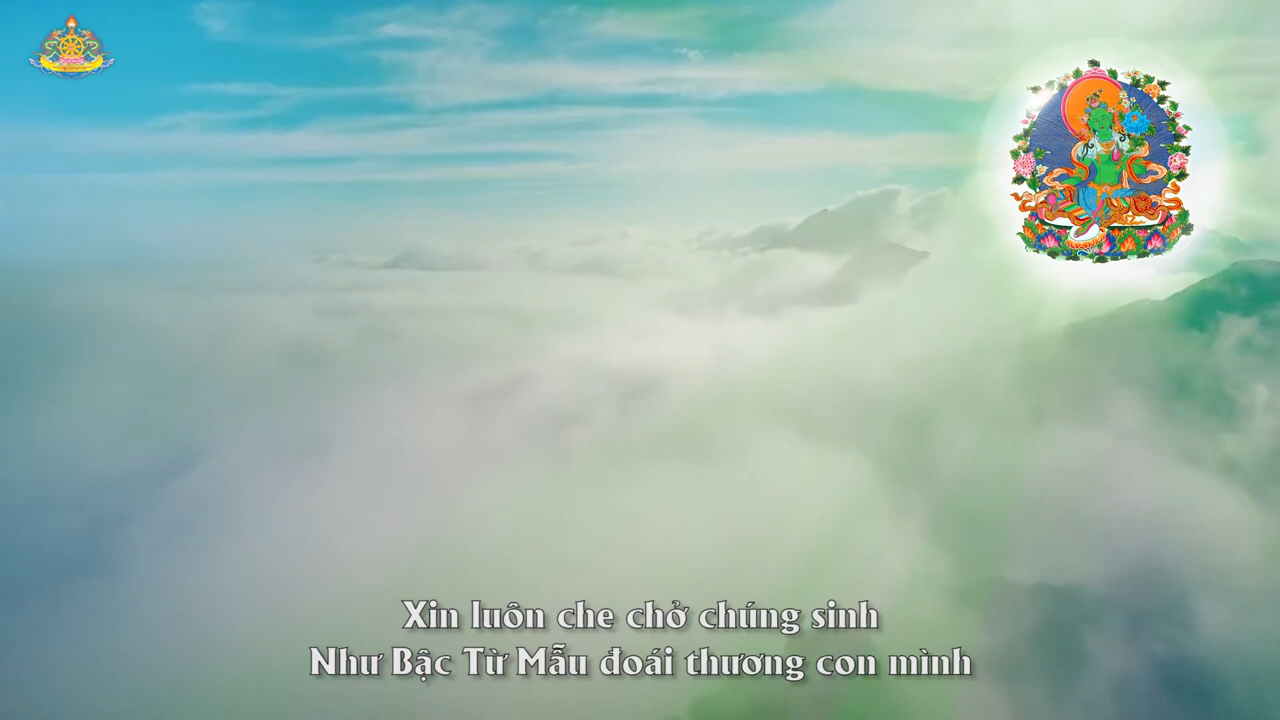 Xin luôn che chở chúng sinh
Như Bậc Từ Mẫu đoái thương con mình